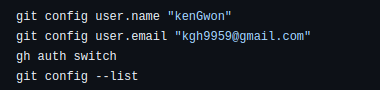 git config user.name "kenGwon"
git config user.email "kgh9959@gmail.com"
gh auth switch
git config --list